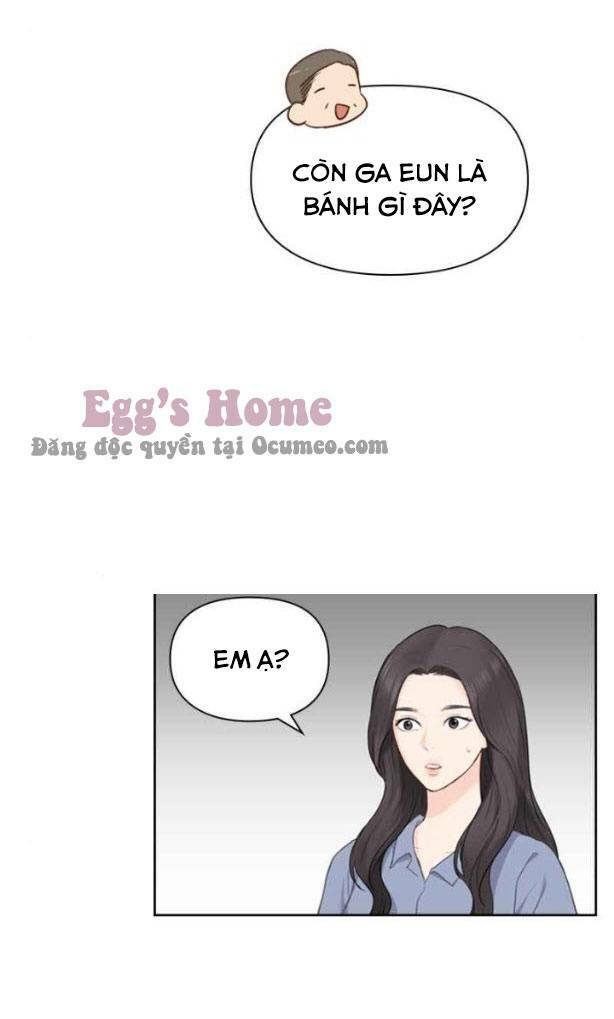 CÒN GA EUN LÀ
BÁNH GÌ ĐÂY?
Egg's Home
Đăng độc quyền tại Ocumeo.com
EM Ạ?